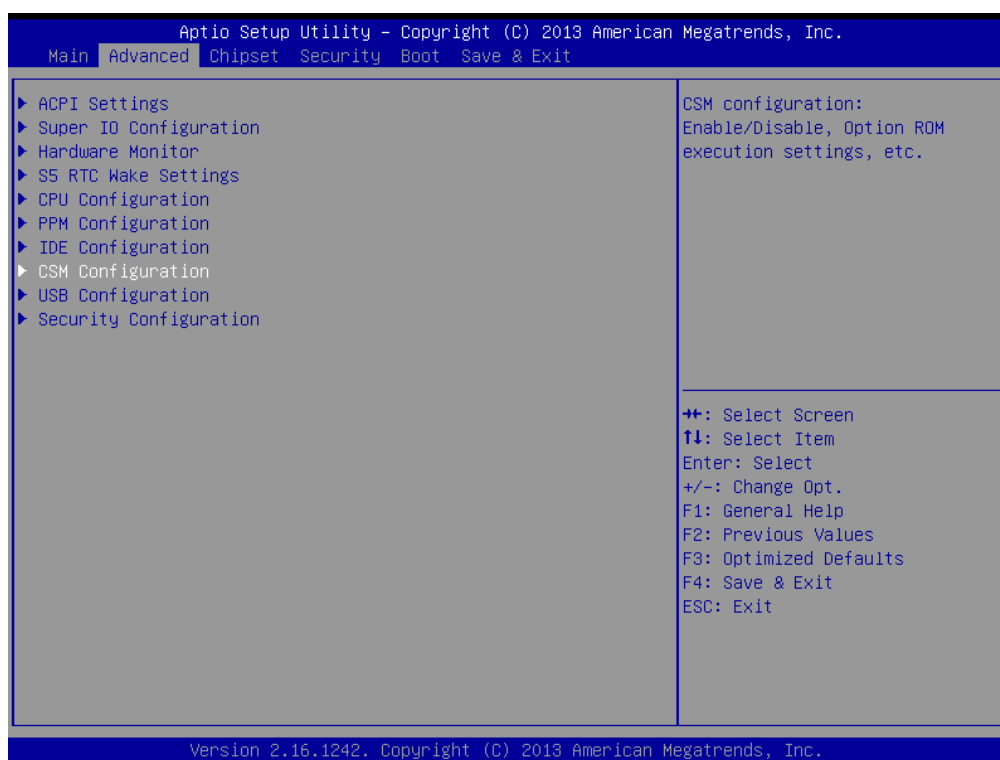 Aptio Setup Utility – Copyright (C) 2013 American Megatrends, Inc.
Main Advanced Chipset Security Boot Save & Exit
ACPI Settings
Super IO Configuration
Hardware Monitor
S5 RTC Wake Settings
CPU Configuration
PPM Configuration
IDE Configuration
CSM Configuration
USB Configuration
Security Configuration
CSM configuration:
Enable/Disable, Option ROM
execution settings, etc.
→←: Select Screen
↑↓: Select Item
Enter: Select
+/-: Change Opt.
F1: General Help
F2: Previous Values
F3: Optimized Defaults
F4: Save & Exit
ESC: Exit
Version 2.16.1242. Copyright (C) 2013 American Megatrends, Inc.